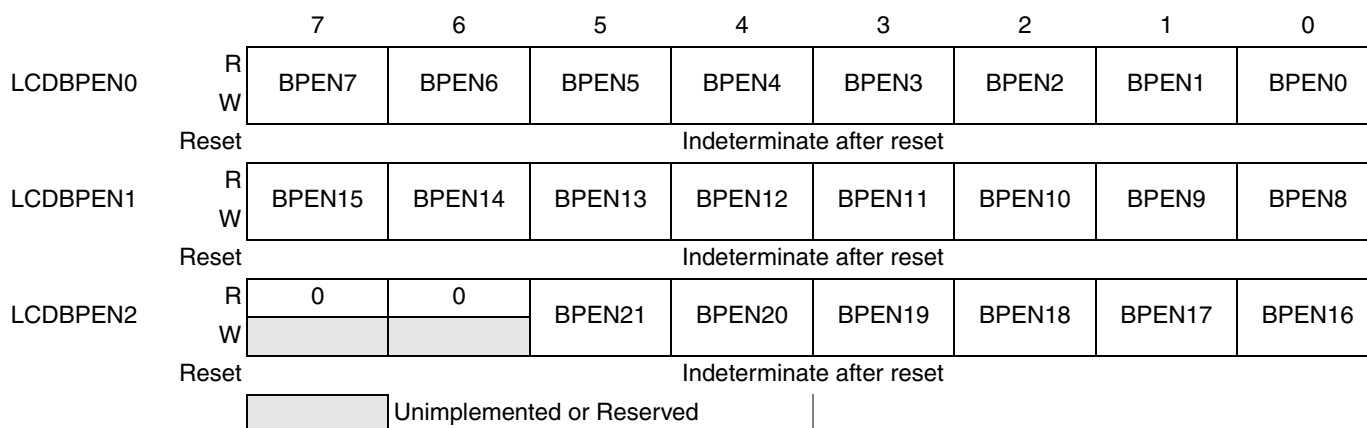 7 6 5 4 3 2 1 0
LCDBPEN0 R W BPEN7 BPEN6 BPEN5 BPEN4 BPEN3 BPEN2 BPEN1 BPEN0
Reset Indeterminate after reset
LCDBPEN1 R W BPEN15 BPEN14 BPEN13 BPEN12 BPEN11 BPEN10 BPEN9 BPEN8
Reset Indeterminate after reset
LCDBPEN2 R 0 0 BPEN21 BPEN20 BPEN19 BPEN18 BPEN17 BPEN16
W
Reset Indeterminate after reset
Unimplemented or Reserved